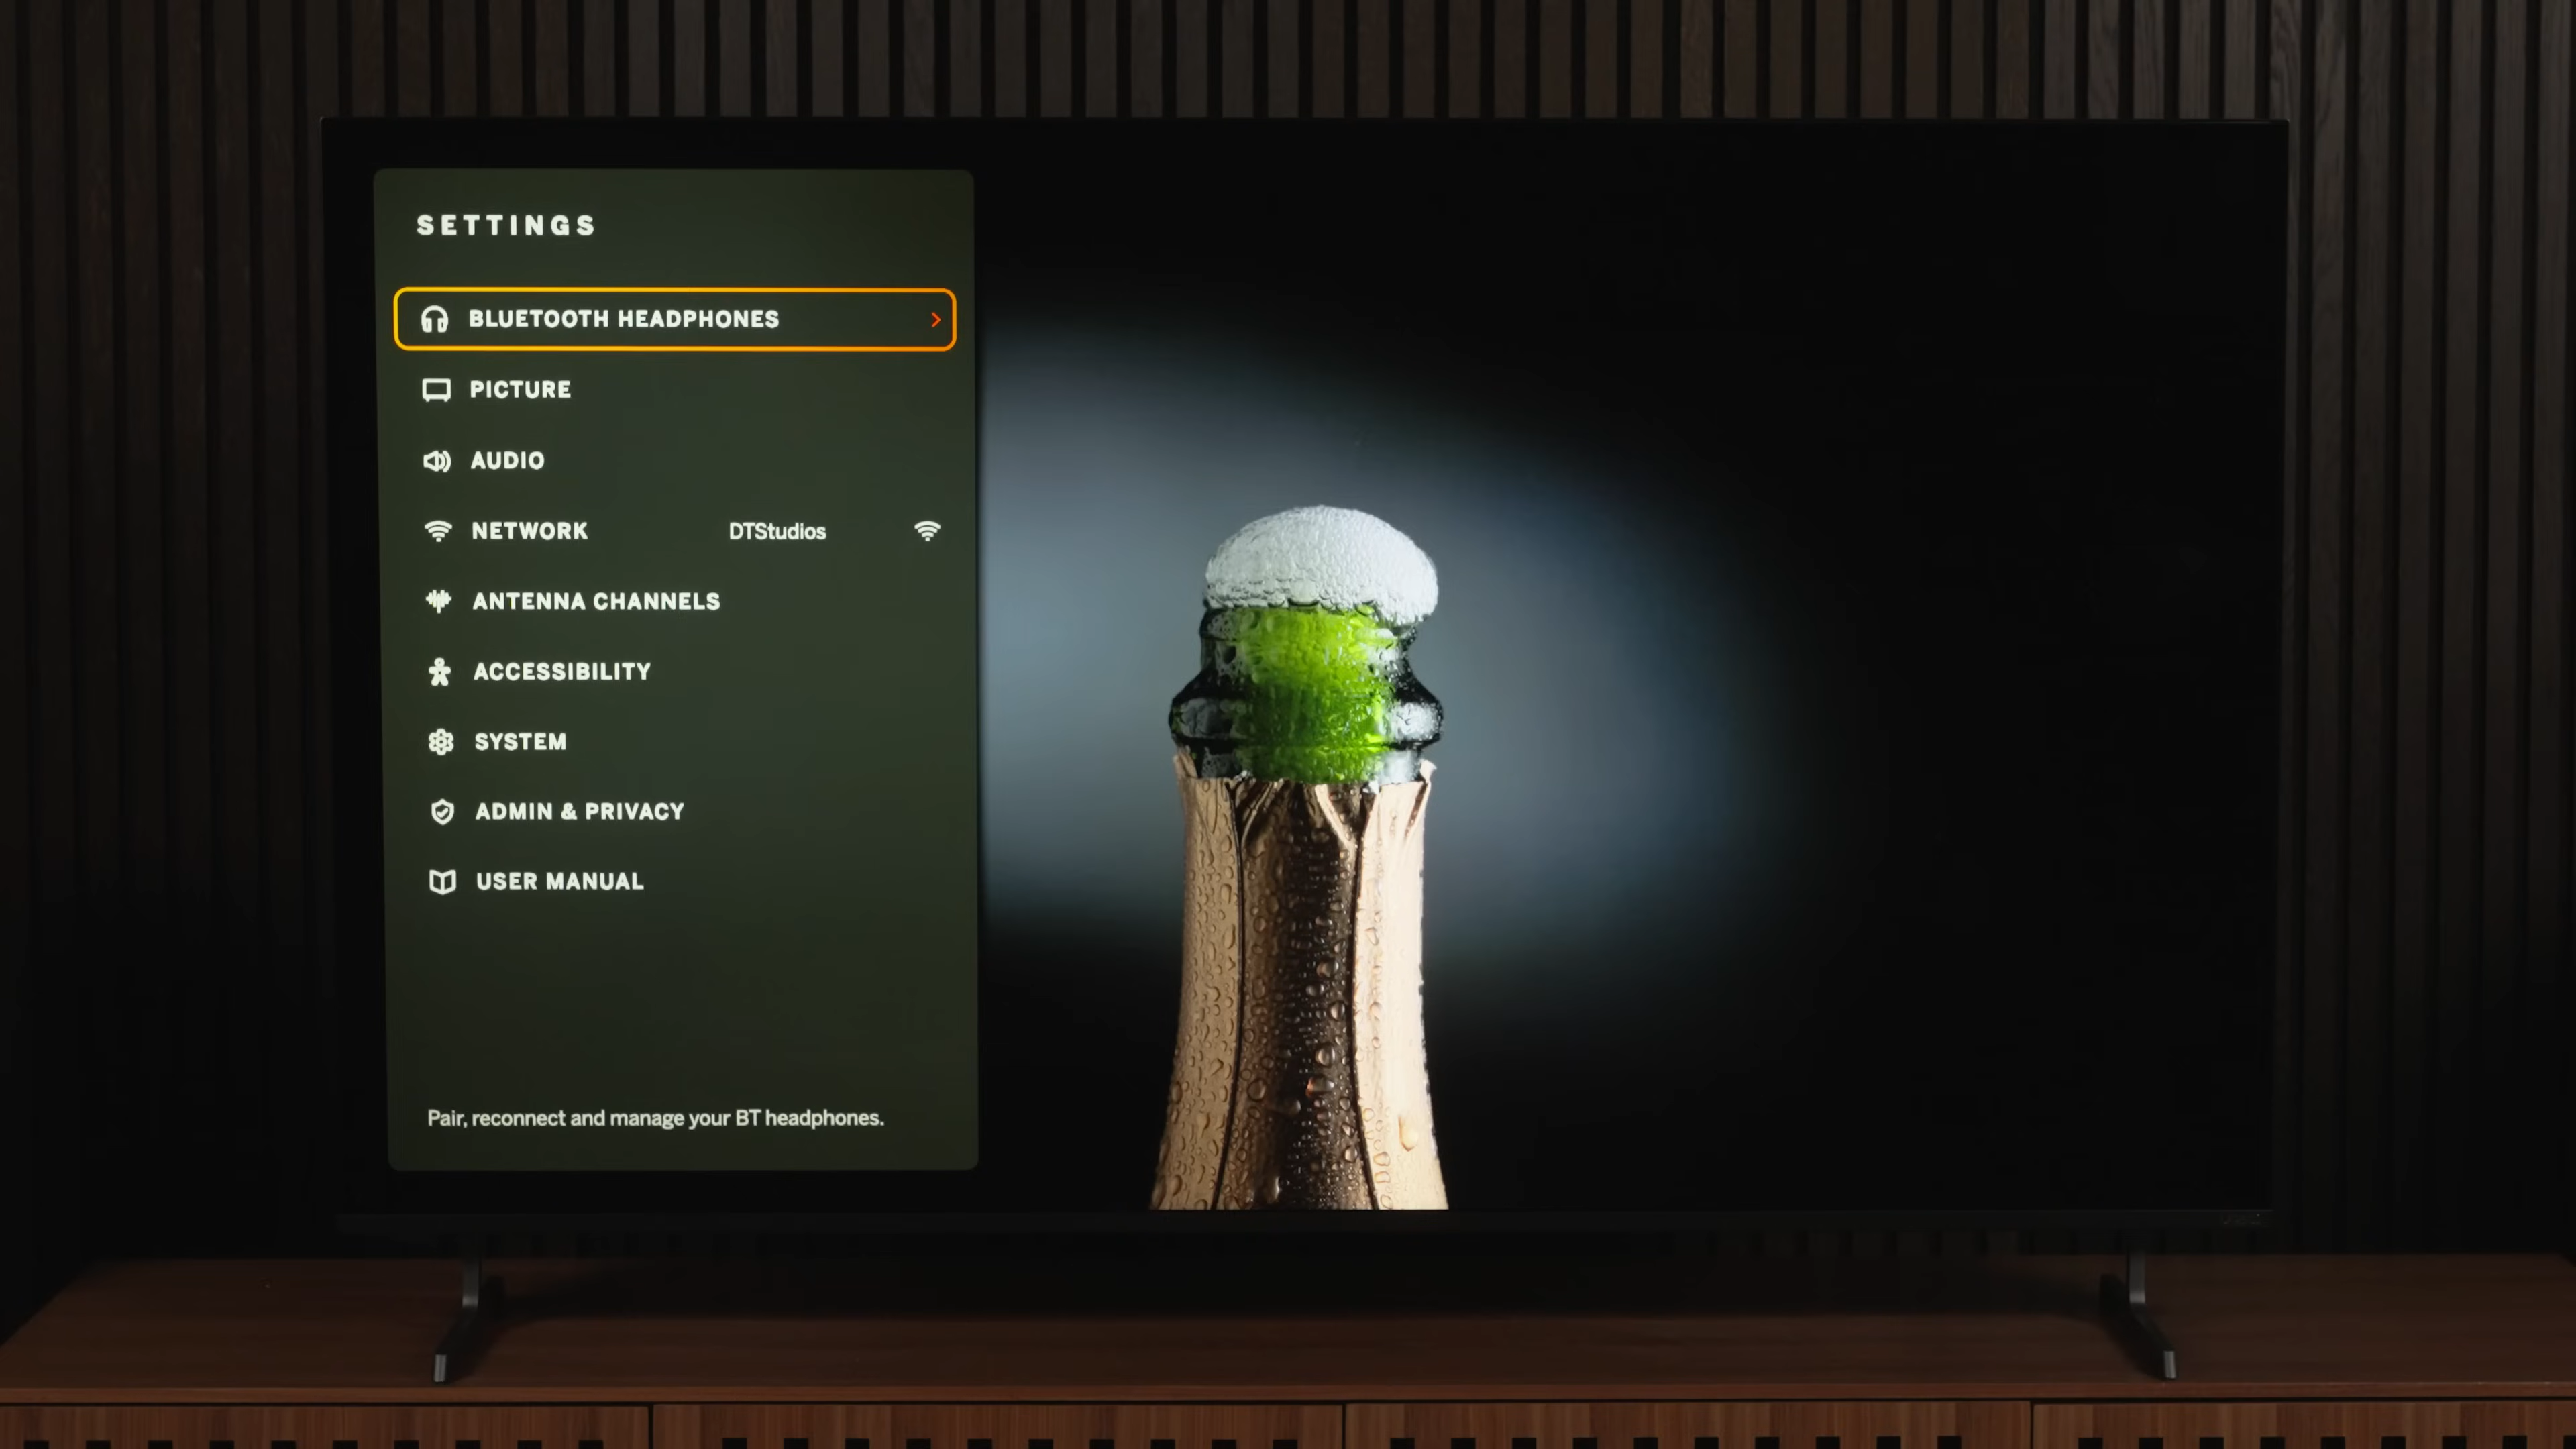 SETTINGS
BLUETOOTH HEADPHONES
PICTURE
AUDIO
NETWORK DTStudios
ANTENNA CHANNELS
ACCESSIBILITY
SYSTEM
ADMIN & PRIVACY
USER MANUAL
Pair, reconnect and manage your BT headphones.